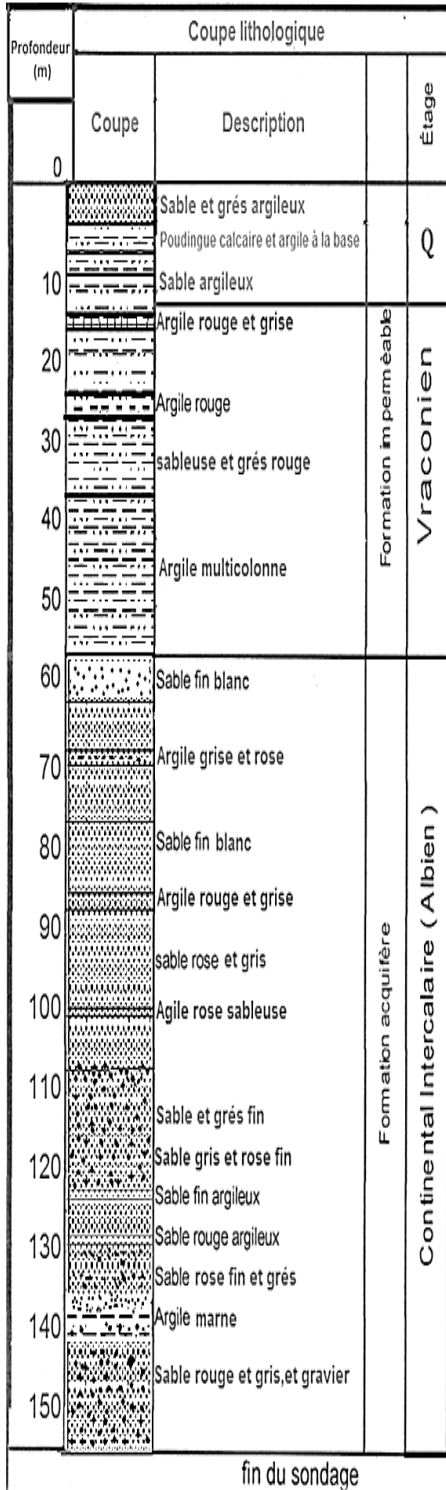 Coupe lithologique
Profondeur
(m)
Coupe
Description
Étage
0
Sable et grés argileux
Poudingue calcaire et argile à la base
Q
10
Sable argileux
Argile rouge et grise
20
Argile rouge
30
sableuse et grés rouge
40
Argile multicolonne
50
Formation imperméable
Vraconien
60
Sable fin blanc
Argile grise et rose
70
80
Sable fin blanc
Argile rouge et grise
90
sable rose et gris
100
Agile rose sableuse
110
Sable et grés fin
120
Sable gris et rose fin
Sable fin argileux
130
Sable rouge argileux
Sable rose fin et grés
140
Argile marne
Sable rouge et gris,et gravier
150
Formation acquifère
Continental Intercalaire ( Albien )
fin du sondage